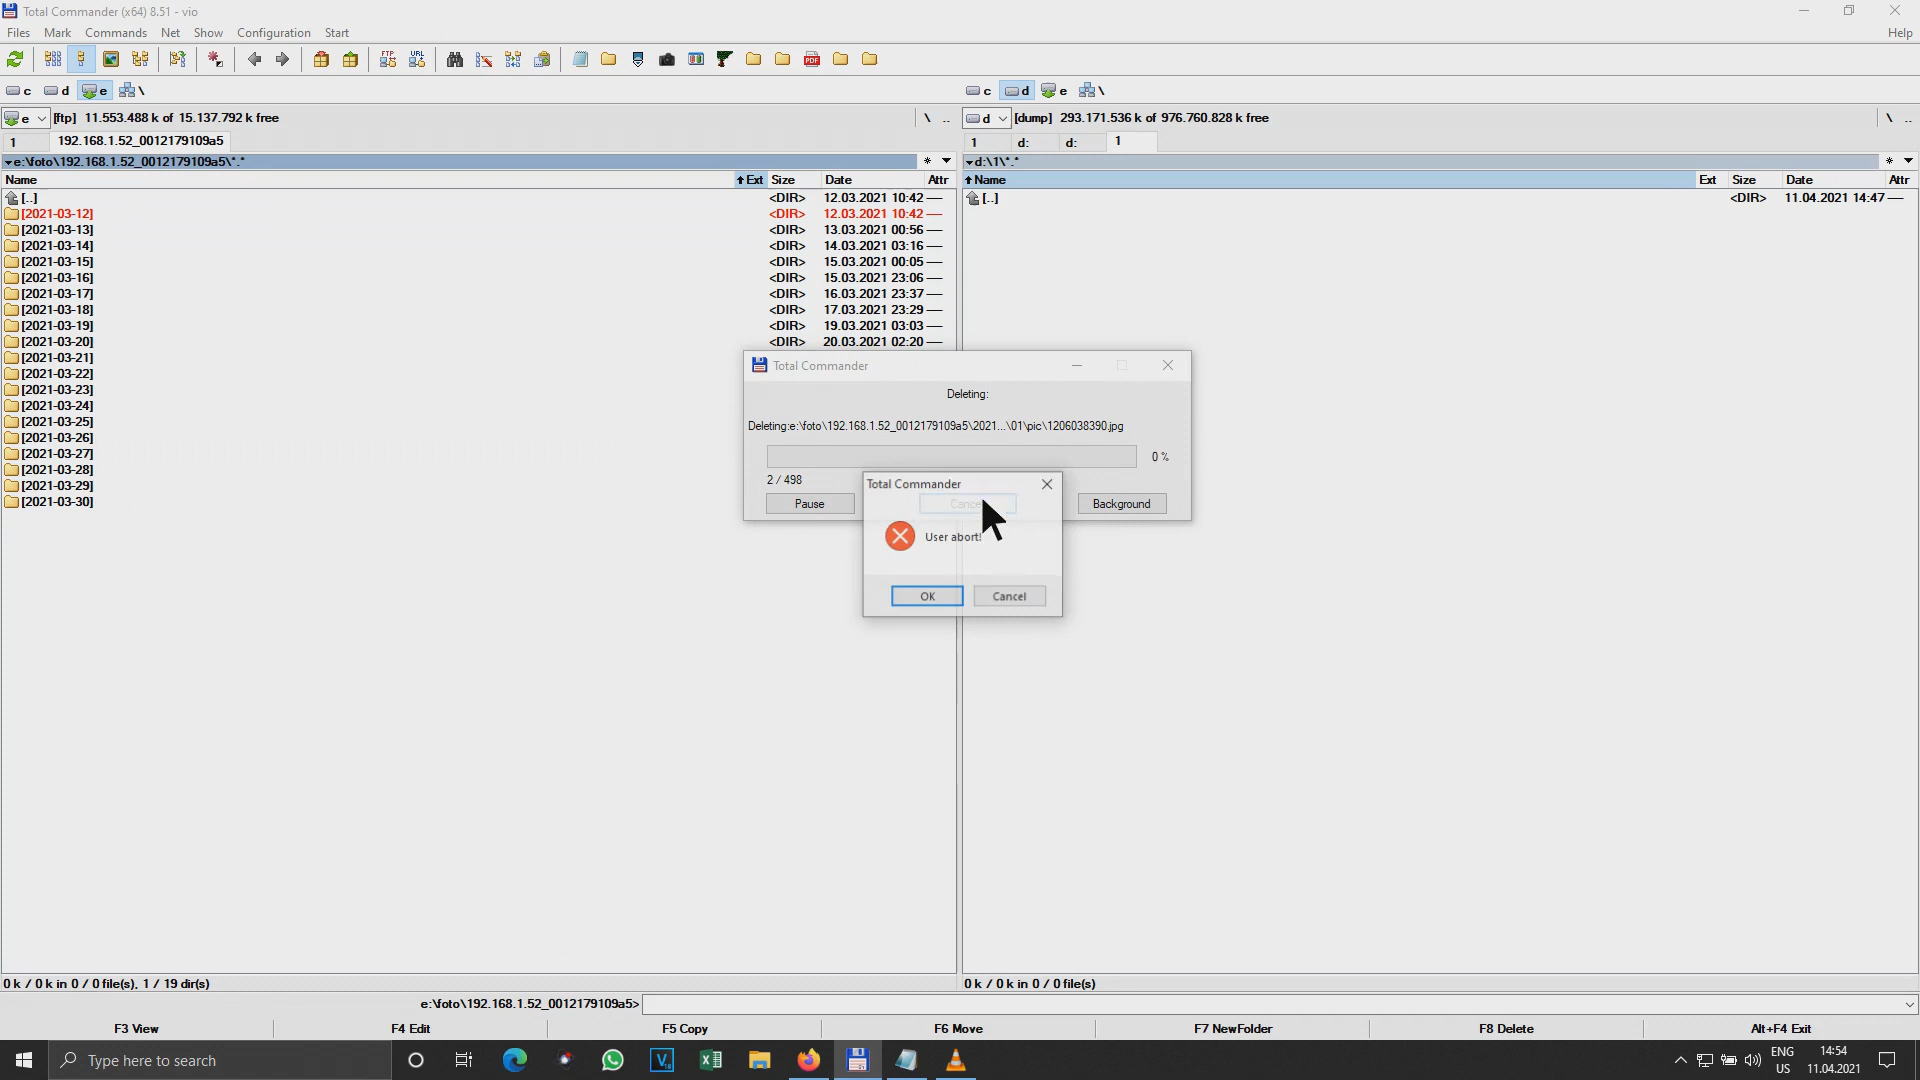 Total Commander (x64) 8.51 - vio
Files Mark Commands Net Show Configuration Start Help
FTP URL PDF
c d e \ c d e \
e [ftp] 11.553.488 k of 15.137.792 k free \ .. d [dump] 293.171.536 k of 976.760.828 k free \ ..
1 192.168.1.52_0012179109a5 1 d: d: 1
e:\foto\192.168.1.52_0012179109a5\*.* * d:\1\*.* *
Name Ext Size Date Attr Name Ext Size Date Attr
[..] <DIR> 12.03.2021 10:42 ---- [..] <DIR> 11.04.2021 14:47 ----
[2021-03-12] <DIR> 12.03.2021 10:42 ----
[2021-03-13] <DIR> 13.03.2021 00:56 ----
[2021-03-14] <DIR> 14.03.2021 03:16 ----
[2021-03-15] <DIR> 15.03.2021 00:05 ----
[2021-03-16] <DIR> 15.03.2021 23:06 ----
[2021-03-17] <DIR> 16.03.2021 23:37 ----
[2021-03-18] <DIR> 17.03.2021 23:29 ----
[2021-03-19] <DIR> 19.03.2021 03:03 ----
[2021-03-20] <DIR> 20.03.2021 02:20 ----
[2021-03-21]
[2021-03-22]
[2021-03-23]
[2021-03-24]
[2021-03-25]
[2021-03-26]
[2021-03-27]
[2021-03-28]
[2021-03-29]
[2021-03-30]
Total Commander
Deleting:
Deleting:e:\foto\192.168.1.52_0012179109a5\2021...\01\pic\1206038390.jpg
0 %
2 / 498
Pause Background
Total Commander
User abort!
OK Cancel
0 k / 0 k in 0 / 0 file(s), 1 / 19 dir(s) 0 k / 0 k in 0 / 0 file(s)
e:\foto\192.168.1.52_0012179109a5>
F3 View F4 Edit F5 Copy F6 Move F7 NewFolder F8 Delete Alt+F4 Exit
Type here to search
ENG
US
14:54
11.04.2021